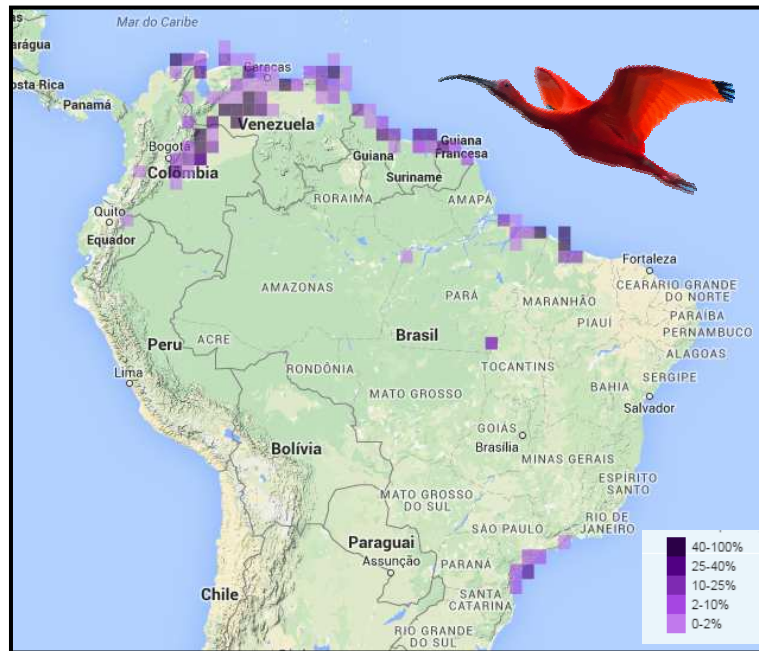 Mar do Caribe
arágua
osta Rica
Panamá
Caracas
Venezuela
Bogotá
Colômbia
Guiana
Suriname
Guiana
Francesa
RORAIMA
AMAPÁ
Quito
Equador
AMAZONAS
PARÁ
MARANHÃO
Fortaleza
CEARÁ
RIO GRANDE
DO NORTE
PARAÍBA
PERNAMBUCO
PIAUÍ
ALAGOAS
SERGIPE
Peru
ACRE
RONDÔNIA
Brasil
TOCANTINS
BAHIA
Lima
MATO GROSSO
Salvador
GOIÁS
Brasília
Bolívia
MINAS GERAIS
ESPÍRITO
SANTO
MATO GROSSO
DO SUL
SÃO PAULO
RIO DE
JANEIRO
Paraguai
Assunção
PARANÁ
SANTA
CATARINA
Chile
RIO GRANDE
DO SUL
40-100%
25-40%
10-25%
2-10%
0-2%